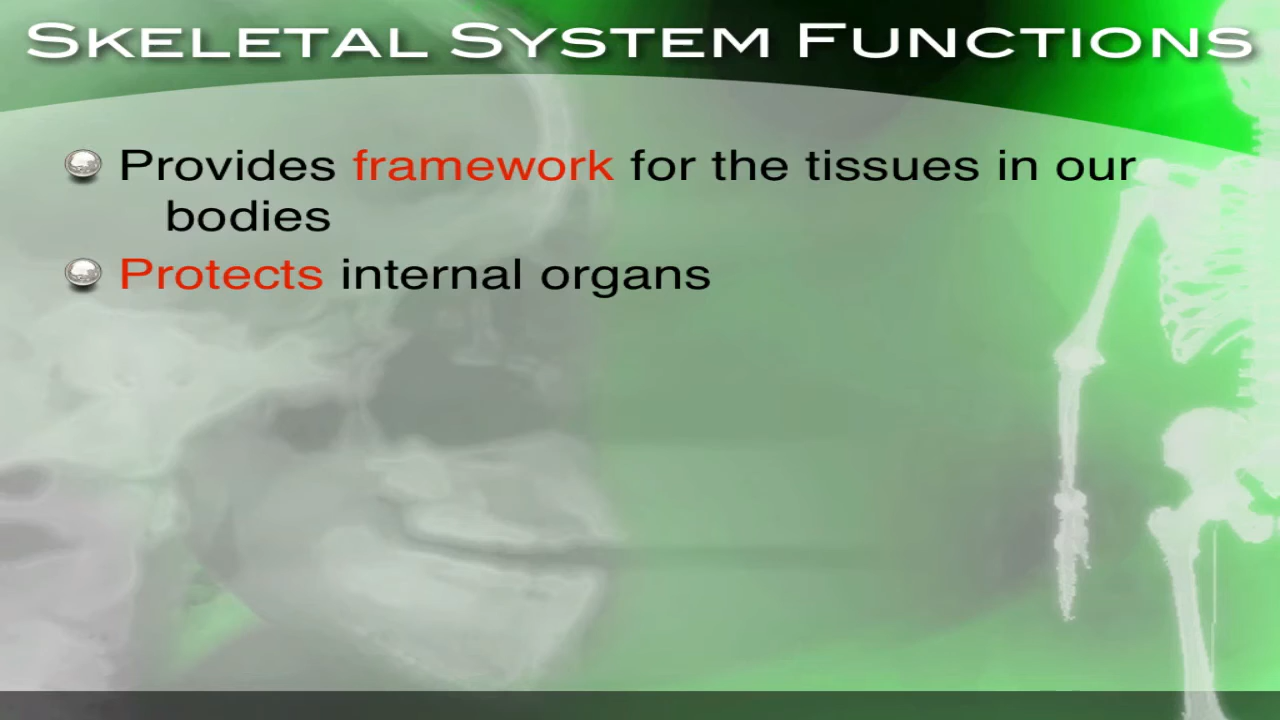 SKELETAL SYSTEM FUNCTIONS
Provides framework for the tissues in our
bodies
Protects internal organs